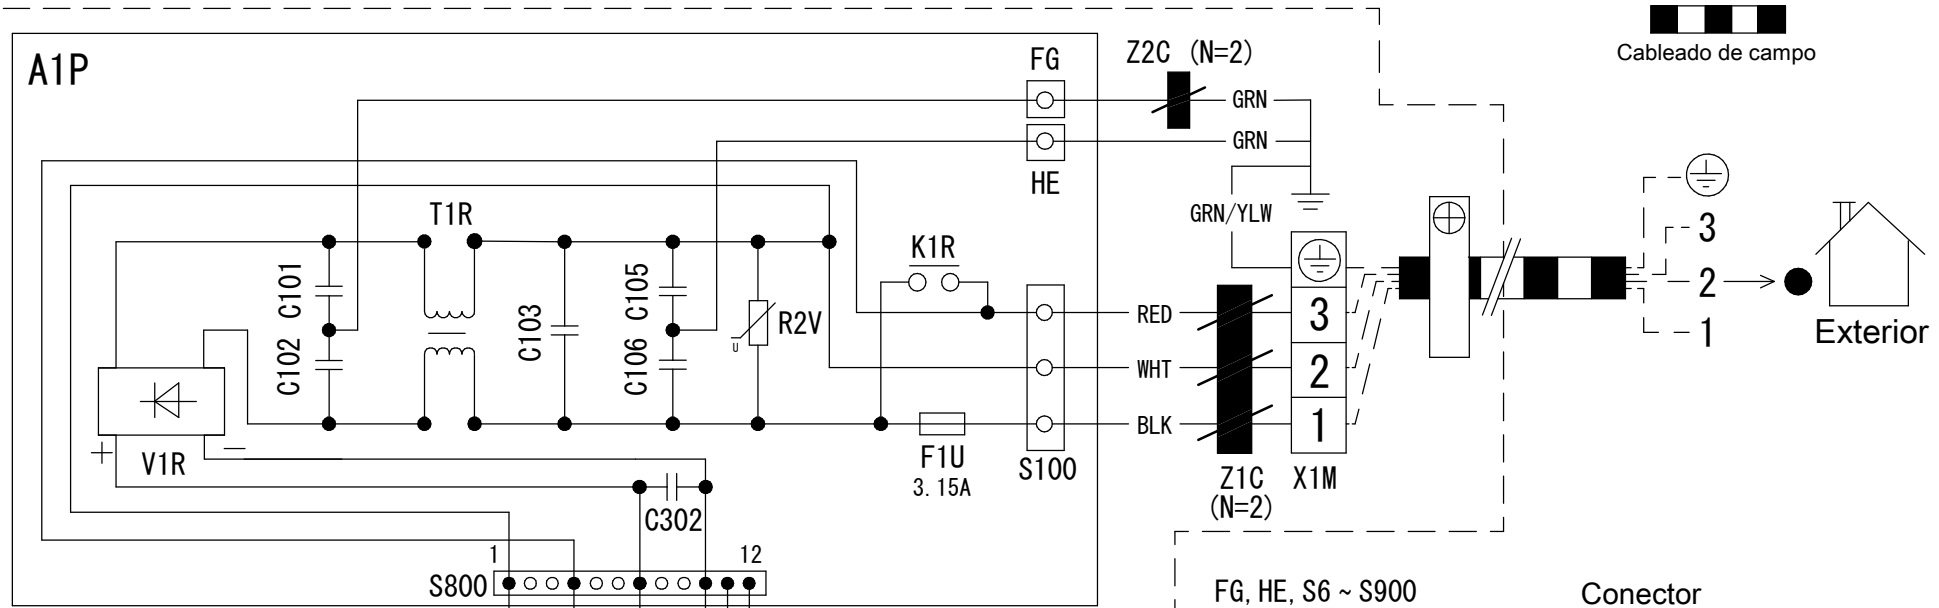 Cableado de campo
A1P
FG
Z2C (N=2)
GRN
GRN
HE
GRN/YLW
T1R
K1R
C101
C105
C103
R2V
U
C102
C106
RED
WHT
BLK
3
2
1
3
2
1
Exterior
+
V1R
−
F1U
3.15A
S100
Z1C
(N=2)
X1M
C302
1
12
S800
FG, HE, S6 ~ S900
Conector